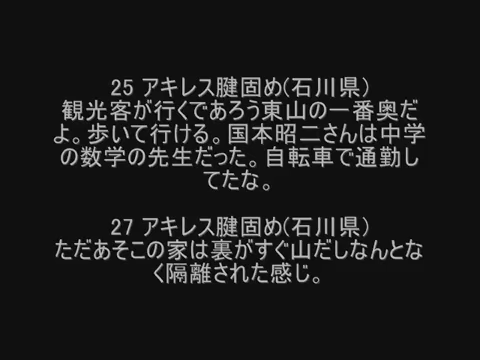 25 アキレス腱固め(石川県)
観光客が行くであろう東山の一番奥だ
よ。歩いて行ける。国本昭二さんは中学
の数学の先生だった。自転車で通勤し
てたな。
27 アキレス腱固め(石川県)
ただあそこの家は裏がすぐ山だしなんとな
く隔離された感じ。